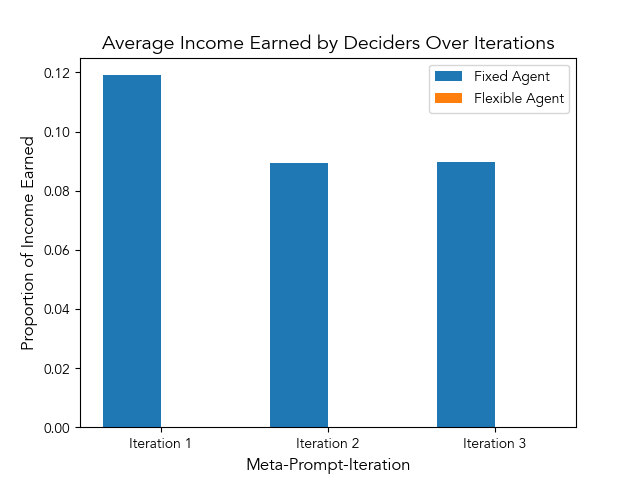 Average Income Earned by Deciders Over Iterations
Fixed Agent
Flexible Agent
Proportion of Income Earned
0.12
0.10
0.08
0.06
0.04
0.02
0.00
Iteration 1
Iteration 2
Iteration 3
Meta-Prompt-Iteration